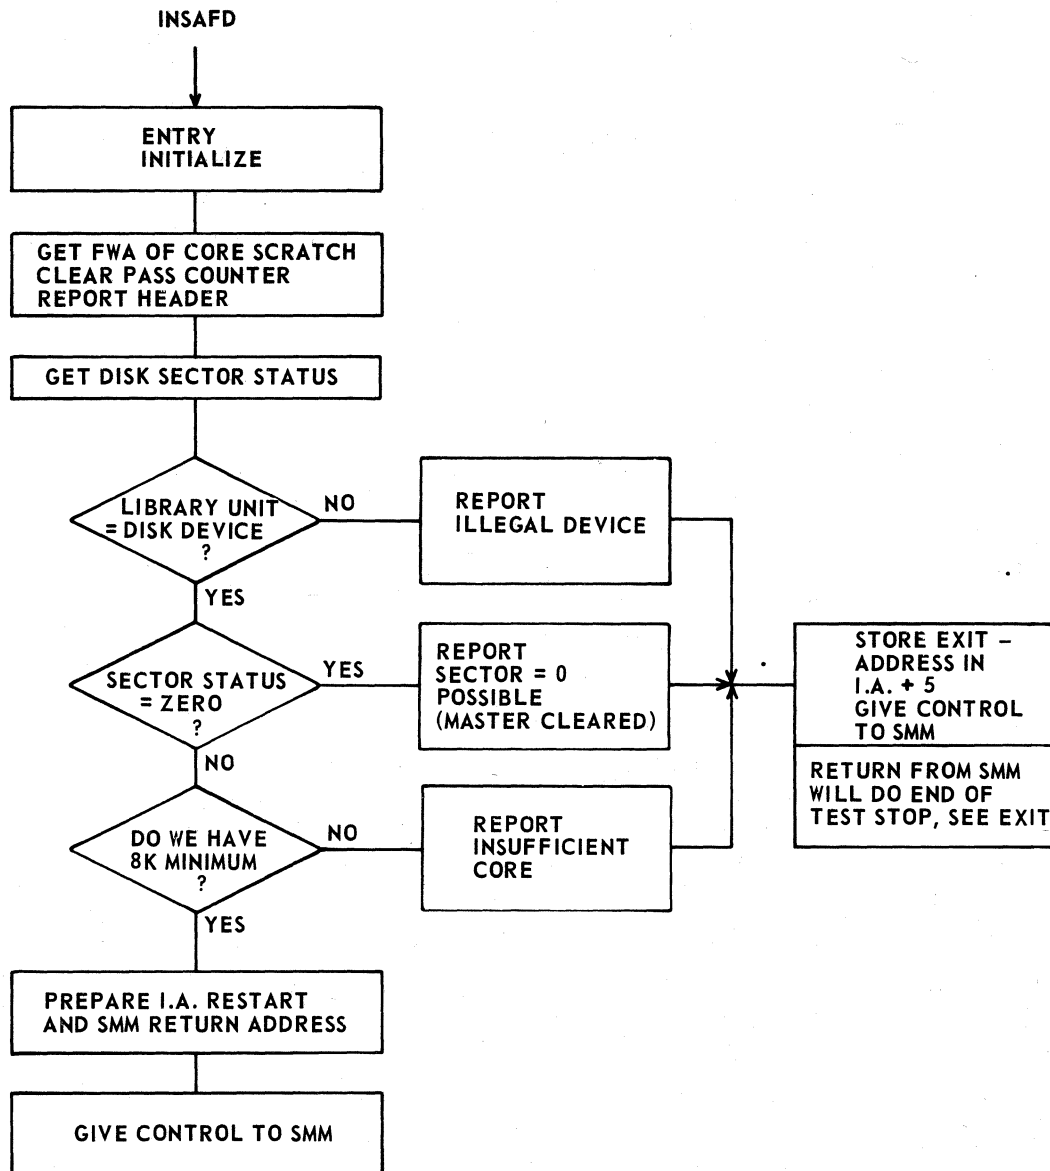 INSAFD
ENTRY
INITIALIZE
GET FWA OF CORE SCRATCH
CLEAR PASS COUNTER
REPORT HEADER
GET DISK SECTOR STATUS
LIBRARY UNIT
= DISK DEVICE
?
NO
REPORT
ILLEGAL DEVICE
YES
SECTOR STATUS
= ZERO
?
YES
REPORT
SECTOR = 0
POSSIBLE
(MASTER CLEARED)
STORE EXIT –
ADDRESS IN
I.A. + 5
GIVE CONTROL
TO SMM
RETURN FROM SMM
WILL DO END OF
TEST STOP, SEE EXIT
NO
DO WE HAVE
8K MINIMUM
?
NO
REPORT
INSUFFICIENT
CORE
YES
PREPARE I.A. RESTART
AND SMM RETURN ADDRESS
GIVE CONTROL TO SMM